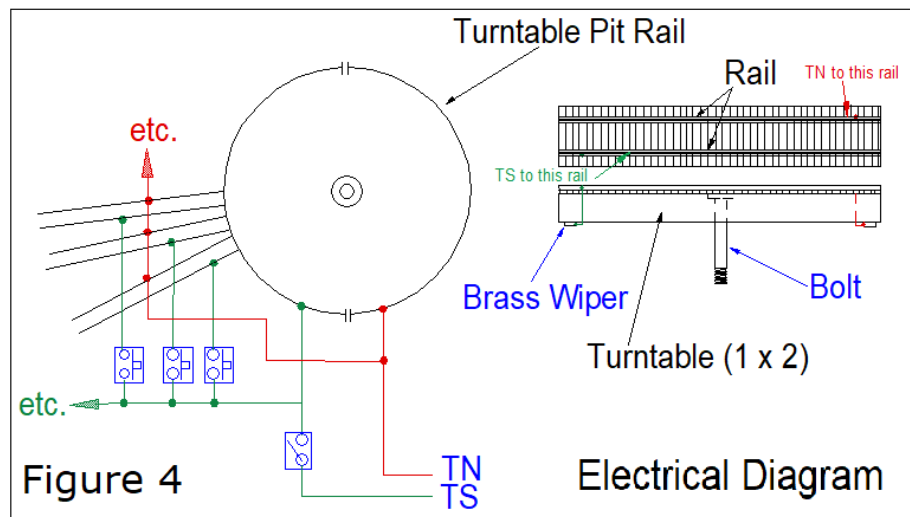 Turntable Pit Rail
Rail
TN to this rail
etc.
TS to this rail
Brass Wiper
Bolt
Turntable (1 x 2)
etc.
TN
TS
Figure 4
Electrical Diagram